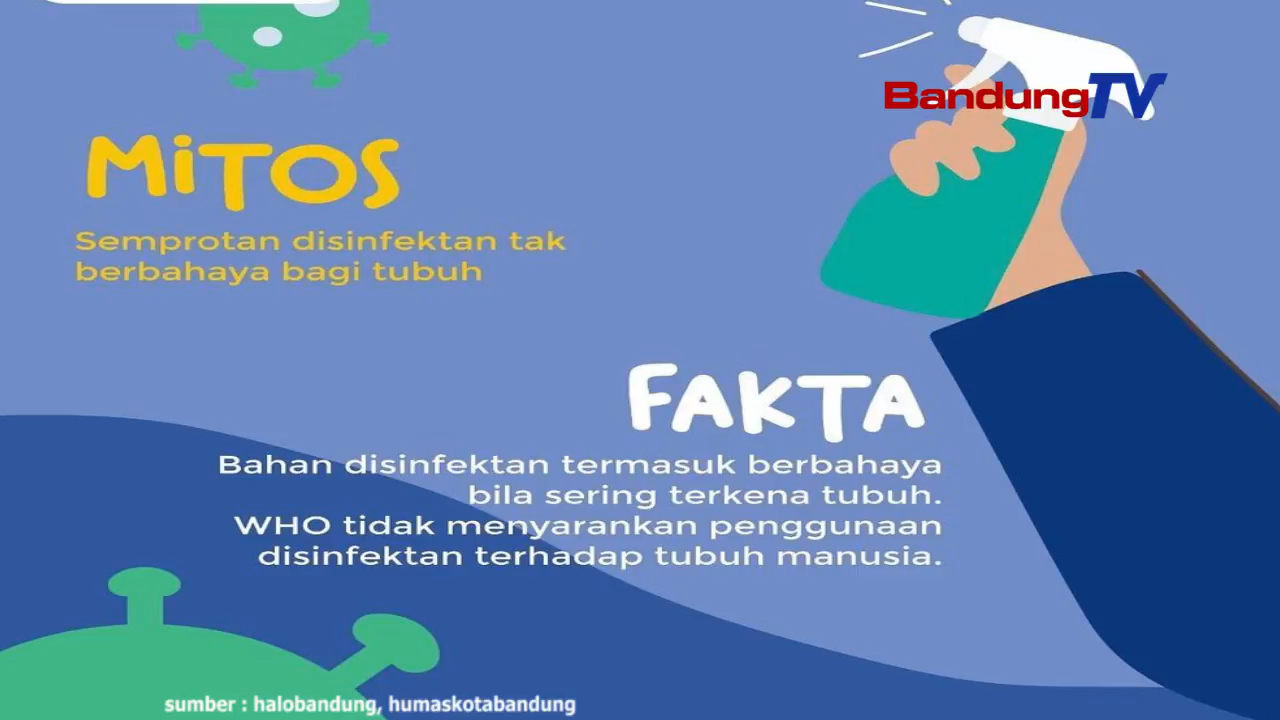 BandungTV
MiTOS
Semprotan disinfektan tak
berbahaya bagi tubuh
FAKTA
Bahan disinfektan termasuk berbahaya
bila sering terkena tubuh.
WHO tidak menyarankan penggunaan
disinfektan terhadap tubuh manusia.
sumber : halobandung, humaskotabandung